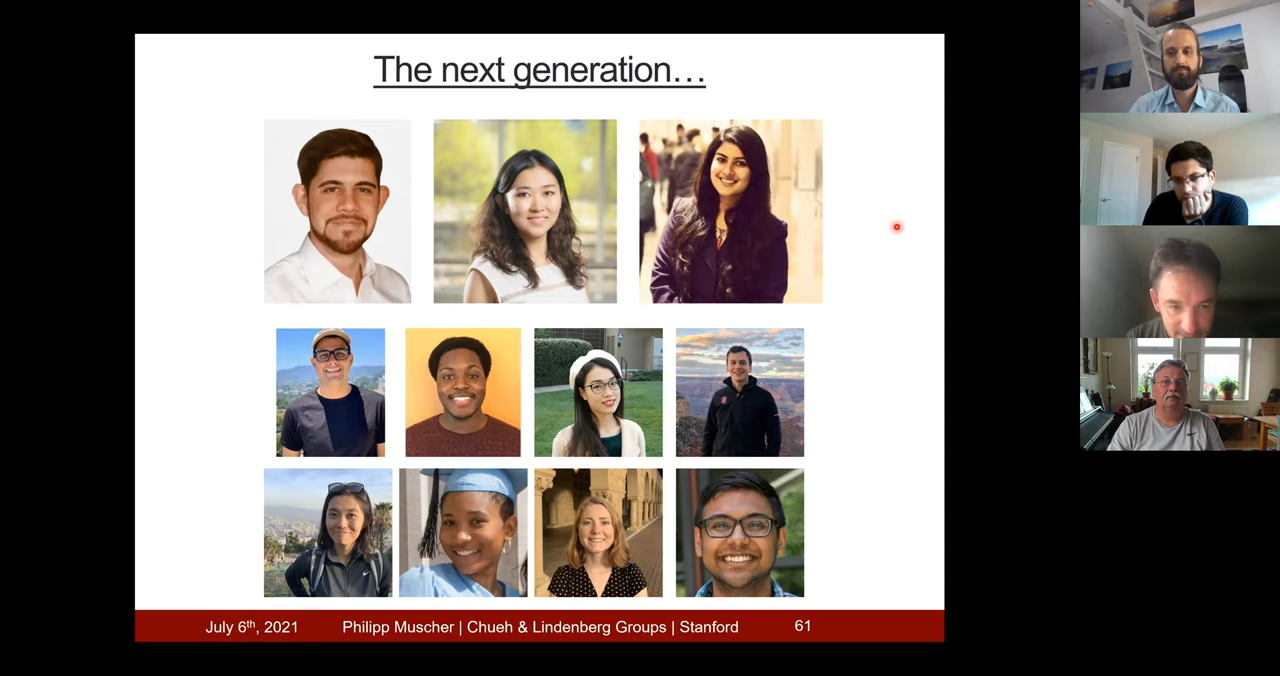 The next generation…
July 6th, 2021 Philipp Muscher | Chueh & Lindenberg Groups | Stanford 61